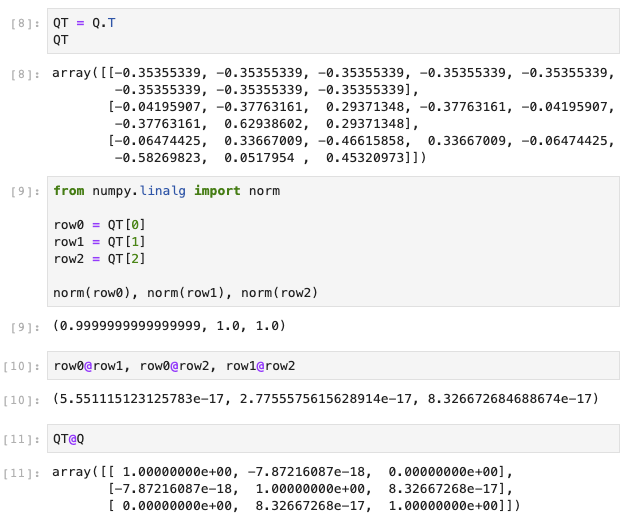 [8]: QT = Q.T
QT
[8]: array([[-0.35355339, -0.35355339, -0.35355339, -0.35355339, -0.35355339,
-0.35355339, -0.35355339, -0.35355339],
[-0.04195907, -0.37763161,  0.29371348, -0.37763161, -0.04195907,
-0.37763161,  0.62938602,  0.29371348],
[-0.06474425,  0.33667009, -0.46615858,  0.33667009, -0.06474425,
-0.58269823,  0.0517954 ,  0.45320973]])
[9]: from numpy.linalg import norm
row0 = QT[0]
row1 = QT[1]
row2 = QT[2]
norm(row0), norm(row1), norm(row2)
[9]: (0.9999999999999999, 1.0, 1.0)
[10]: row0@row1, row0@row2, row1@row2
[10]: (5.551115123125783e-17, 2.7755575615628914e-17, 8.326672684688674e-17)
[11]: QT@Q
[11]: array([[ 1.00000000e+00, -7.87216087e-18,  0.00000000e+00],
[-7.87216087e-18,  1.00000000e+00,  8.32667268e-17],
[ 0.00000000e+00,  8.32667268e-17,  1.00000000e+00]])